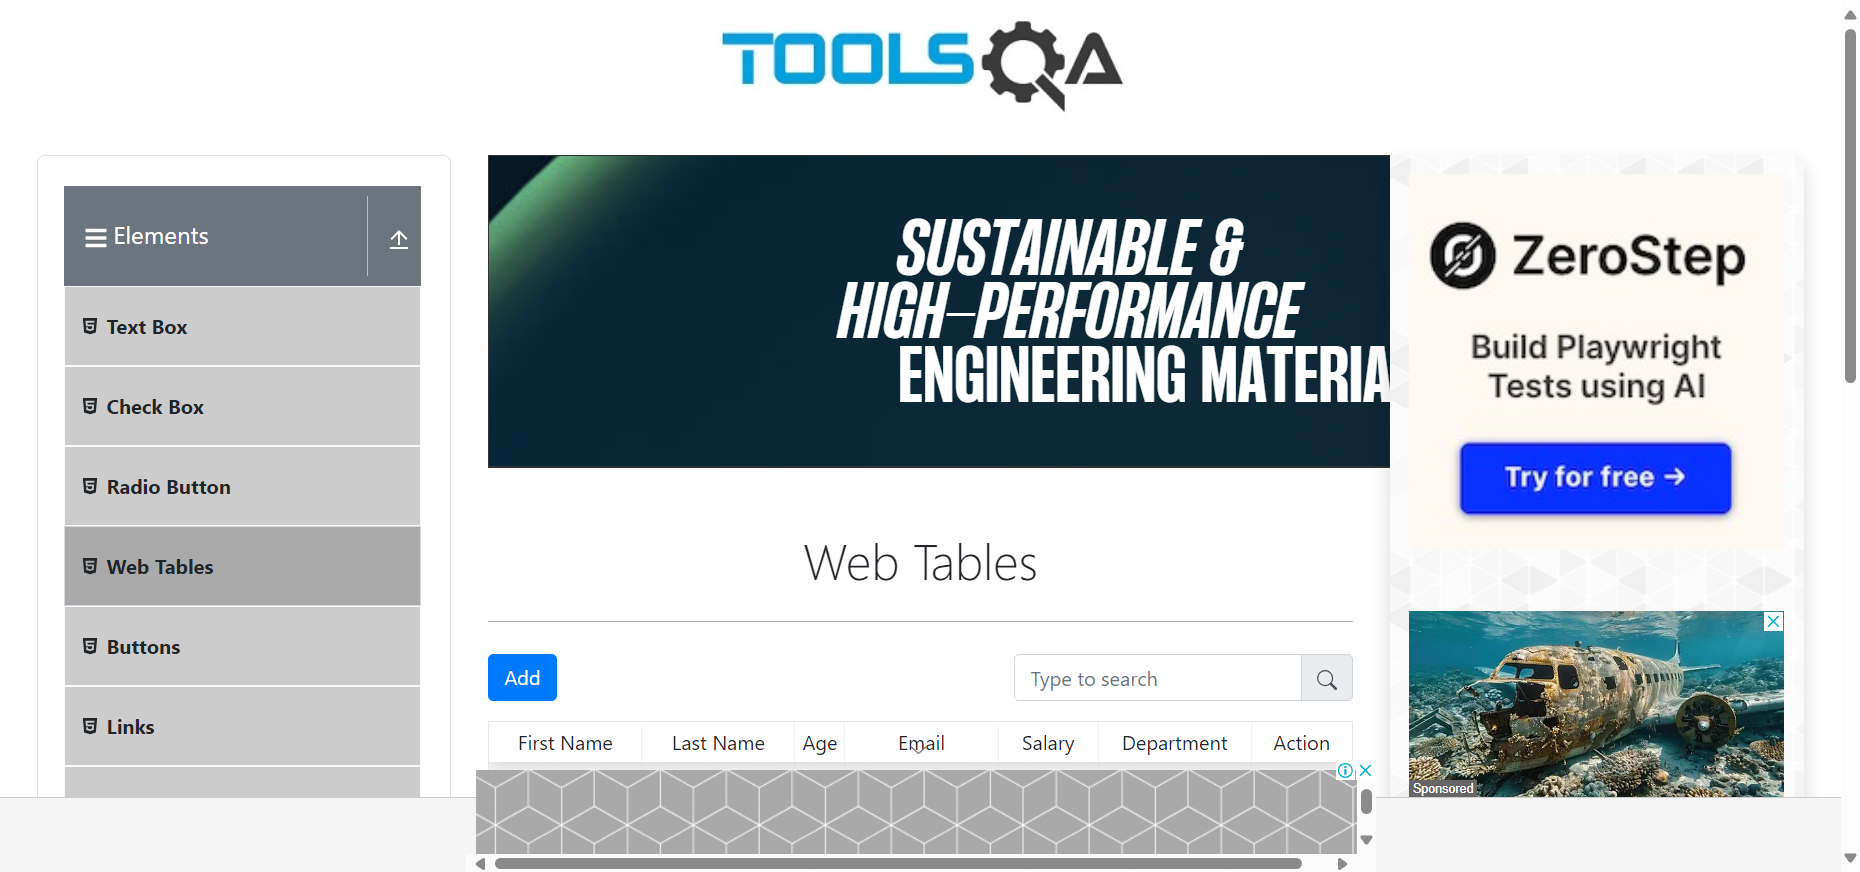 TOOLSQA
Elements
Text Box
Check Box
Radio Button
Web Tables
Buttons
Links
SUSTAINABLE &
HIGH–PERFORMANCE
ENGINEERING MATERIA
Web Tables
Add
Type to search
First Name Last Name Age Email Salary Department Action
ZeroStep
Build Playwright
Tests using AI
Try for free →
Sponsored